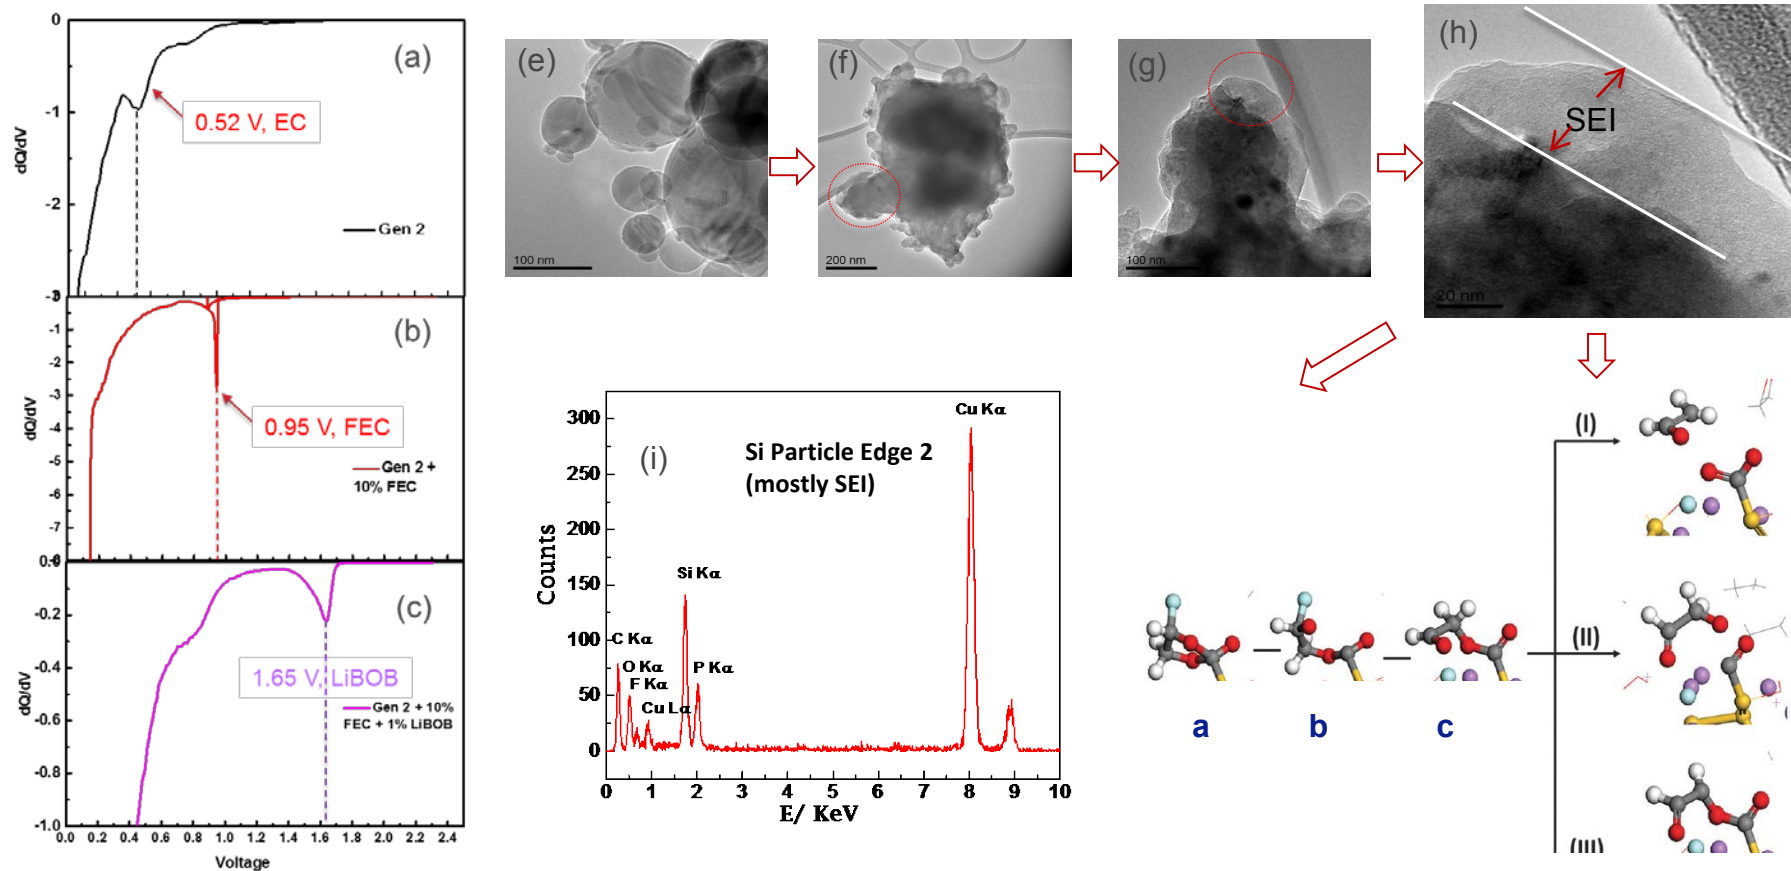 0
-1
-2
dQ/dV
(a)
0.52 V, EC
Gen 2
-1
-2
-3
-4
-5
-6
-7
dQ/dV
(b)
0.95 V, FEC
Gen 2 +
10% FEC
-0.2
-0.4
-0.6
-0.8
-1.0
dQ/dV
(c)
1.65 V, LiBOB
Gen 2 + 10%
FEC + 1% LiBOB
0.0 0.2 0.4 0.6 0.8 1.0 1.2 1.4 1.6 1.8 2.0 2.2 2.4
Voltage
(e)
100 nm
(f)
200 nm
(g)
100 nm
(h)
SEI
20 nm
(i)
Si Particle Edge 2
(mostly SEI)
300
250
200
150
100
50
0
Counts
C Kα
O Kα
F Kα
Cu Lα
Si Kα
P Kα
Cu Kα
0 1 2 3 4 5 6 7 8 9 10
E/ KeV
a
b
c
(I)
(II)
(III)